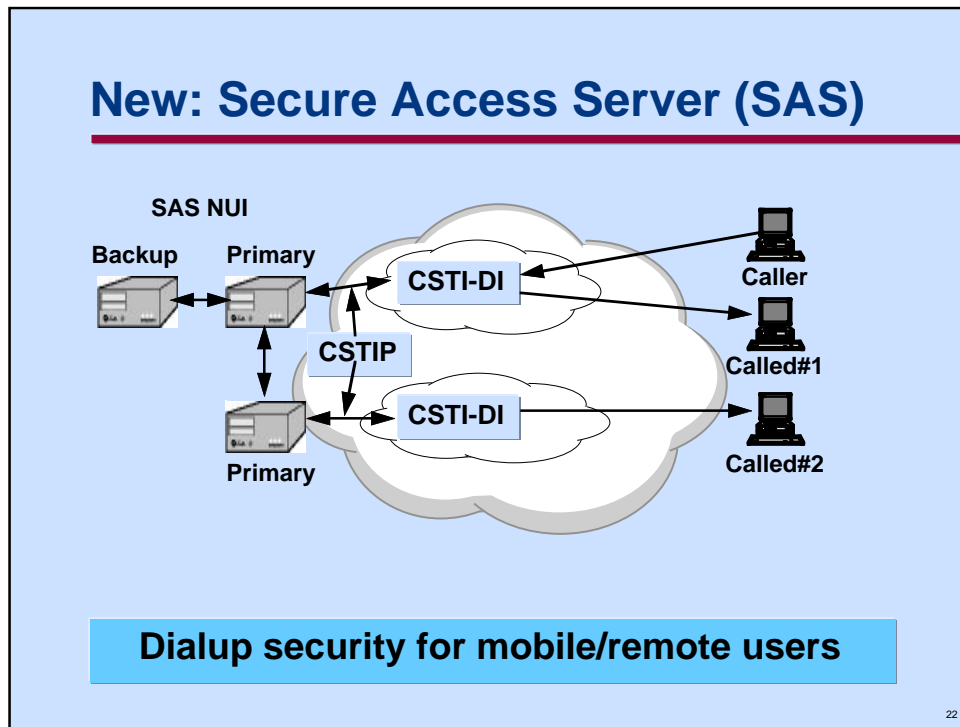 New: Secure Access Server (SAS)
SAS NUI
Backup
Primary
CSTI-DI
Caller
CSTIP
Called#1
CSTI-DI
Primary
Called#2
Dialup security for mobile/remote users
22